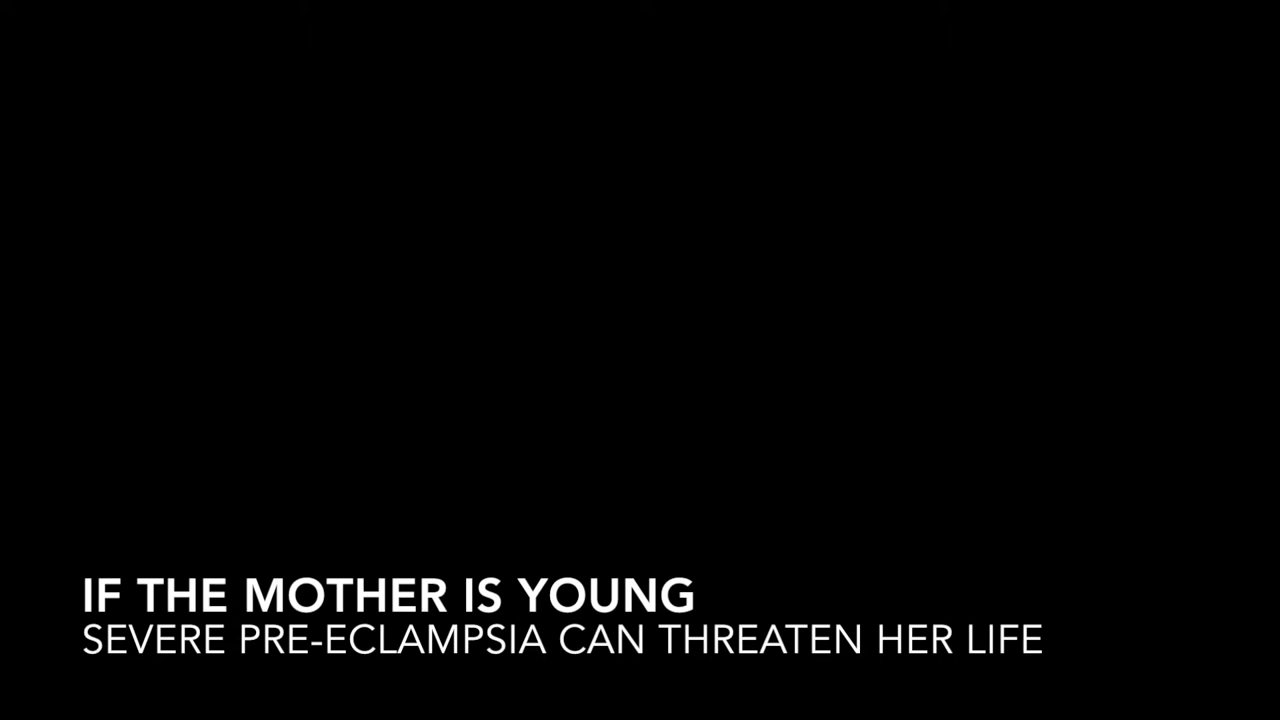 IF THE MOTHER IS YOUNG
SEVERE PRE-ECLAMPSIA CAN THREATEN HER LIFE